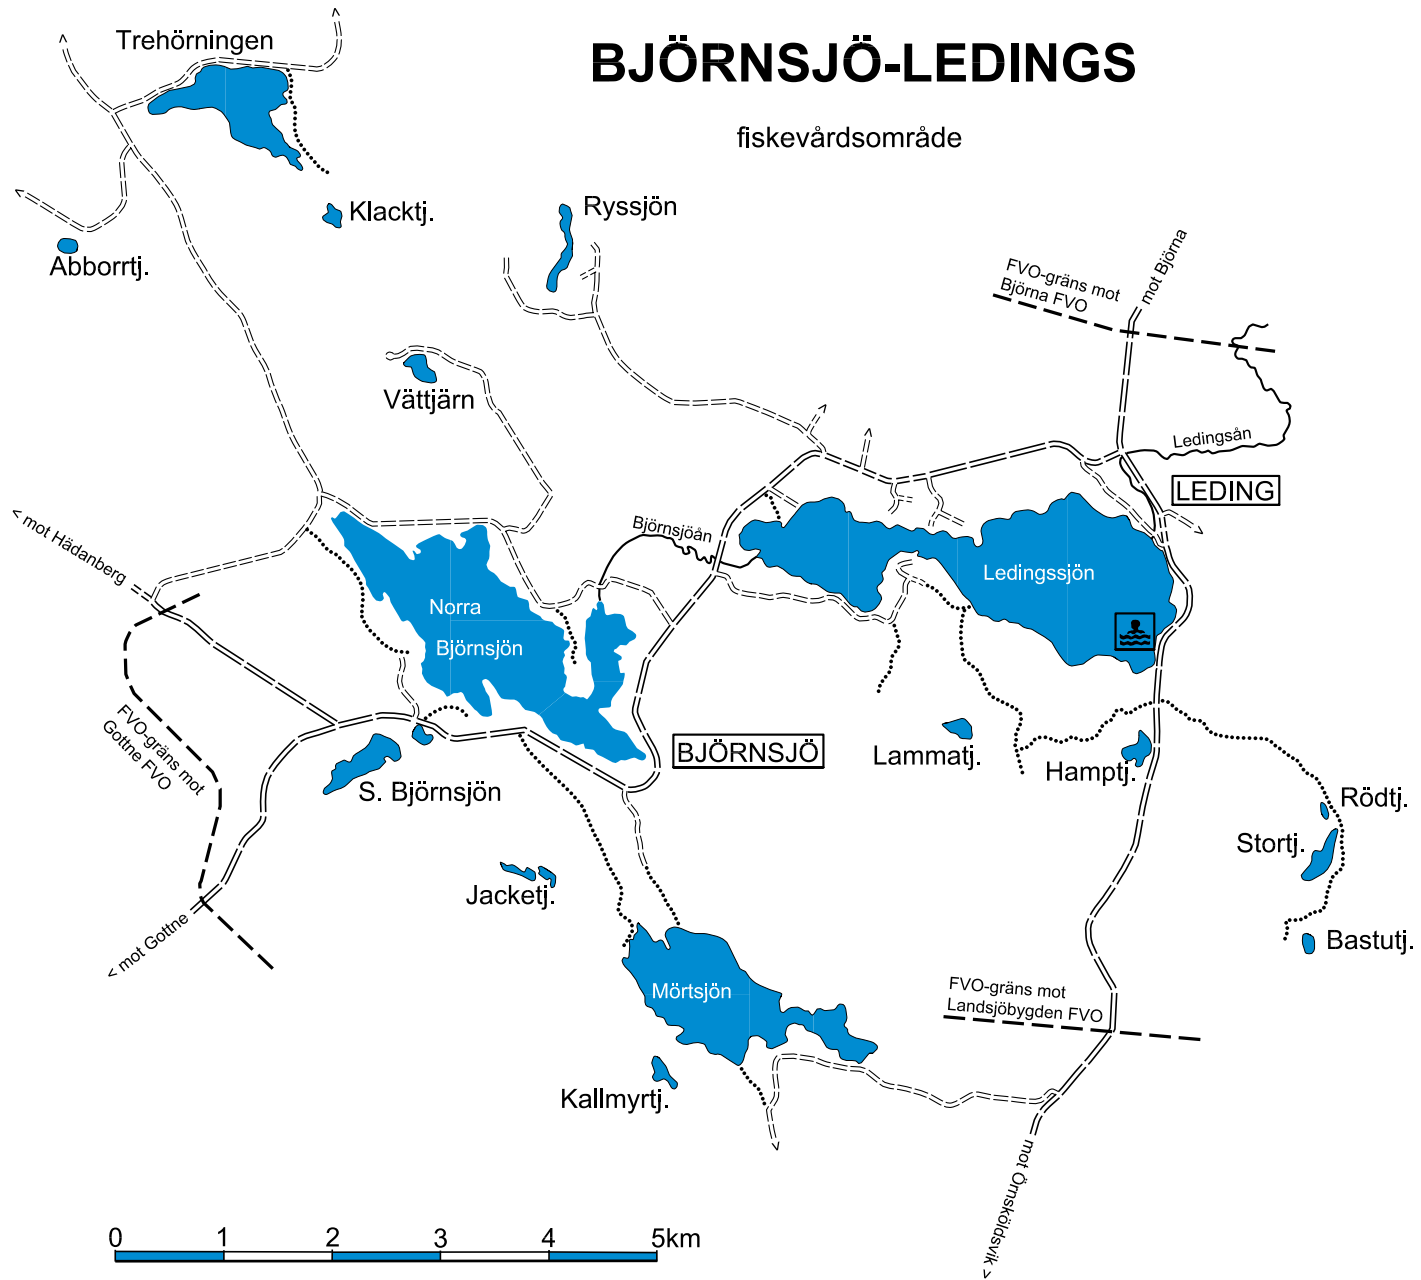 BJÖRNSJÖ-LEDINGS
fiskevårdsområde
Trehörningen
Klacktj.
Ryssjön
Abborrtj.
FVO-gräns mot
Björna FVO
mot Björna
Vättjärn
Ledingsån
LEDING
< mot Hädanberg
Björnsjöån
Ledingssjön
Norra
Björnsjön
FVO-gräns mot
Gottne FVO
BJÖRNSJÖ
Lammatj.
Hamptj.
S. Björnsjön
Rödtj.
Stortj.
Jacketj.
< mot Gottne
Bastutj.
Mörtsjön
FVO-gräns mot
Landsjöbygden FVO
Kallmyrtj.
mot Örnsköldsvik >
0 1 2 3 4 5km